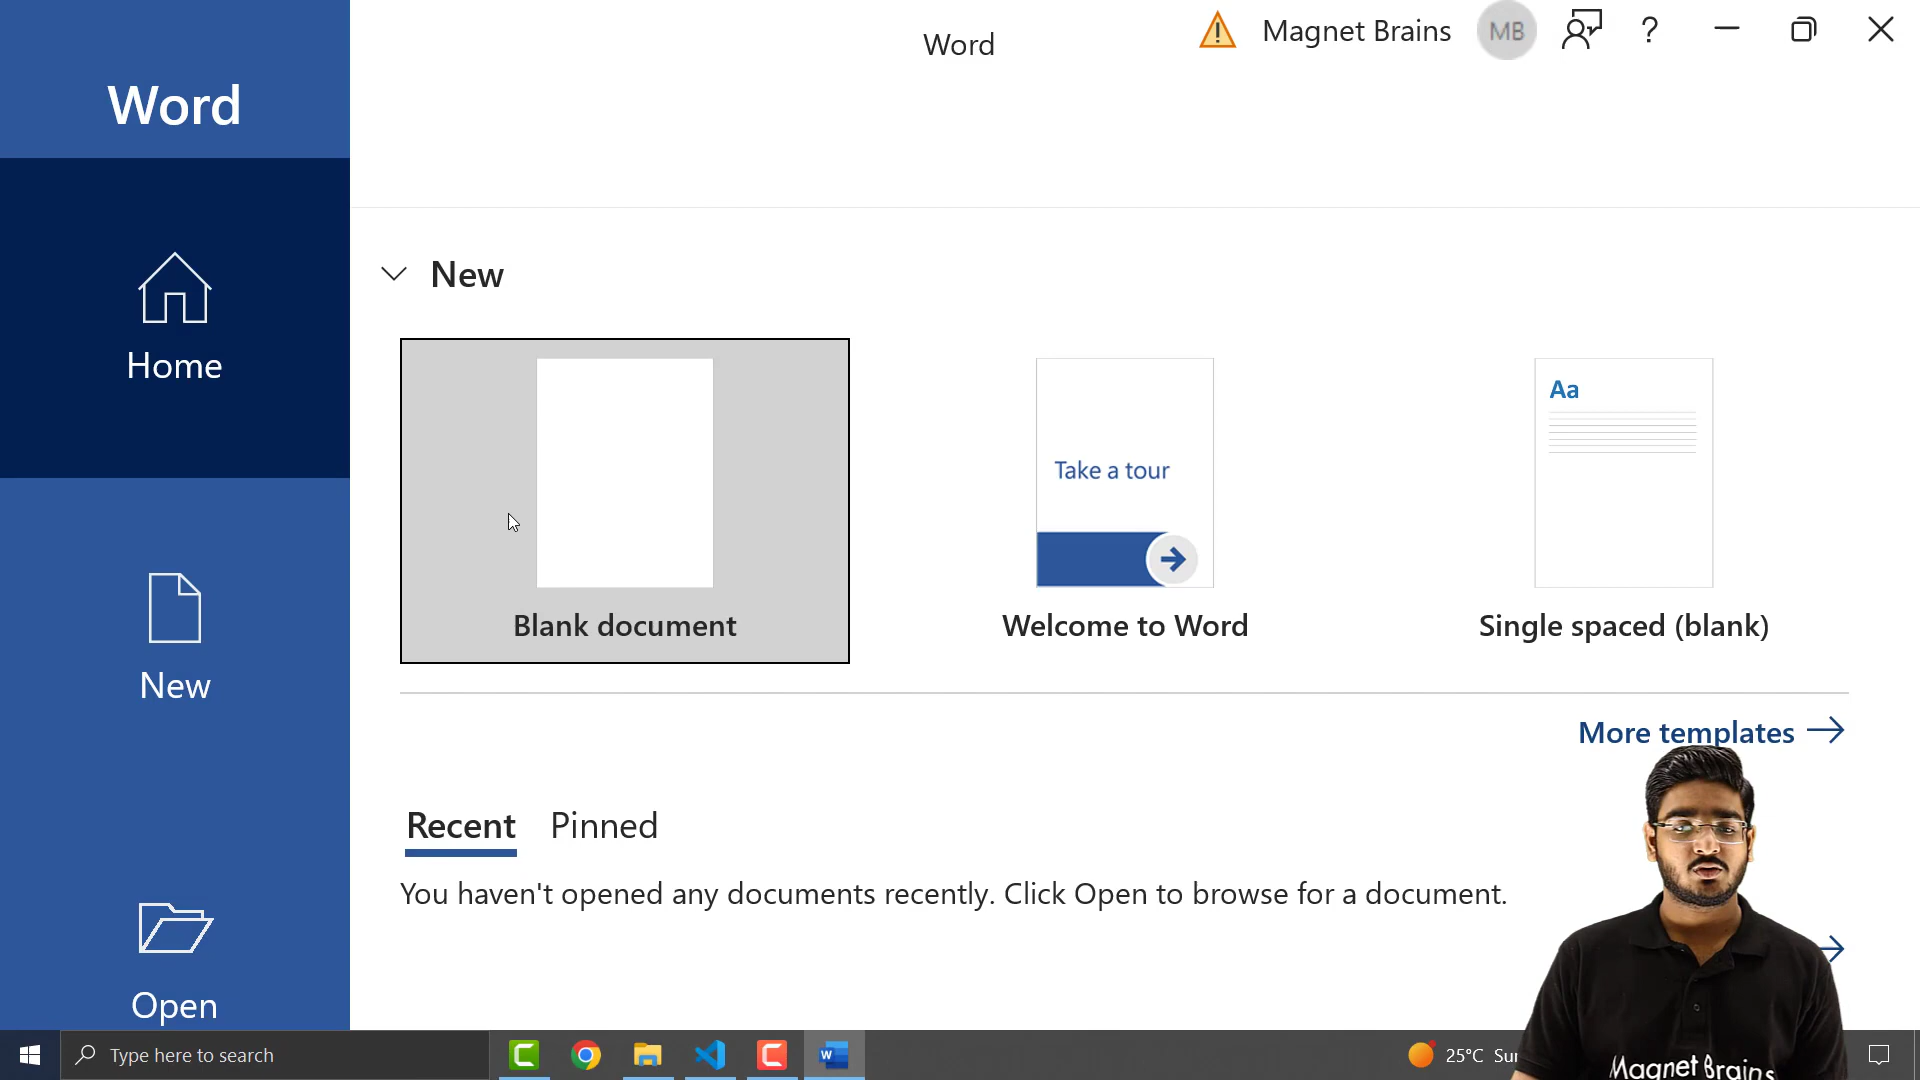 Word
Magnet Brains
MB
?
Word
Home
New
Open
New
Blank document
Take a tour
Welcome to Word
Aa
Single spaced (blank)
More templates
Recent
Pinned
You haven't opened any documents recently. Click Open to browse for a document.
Type here to search
25°C
Magnet Brains